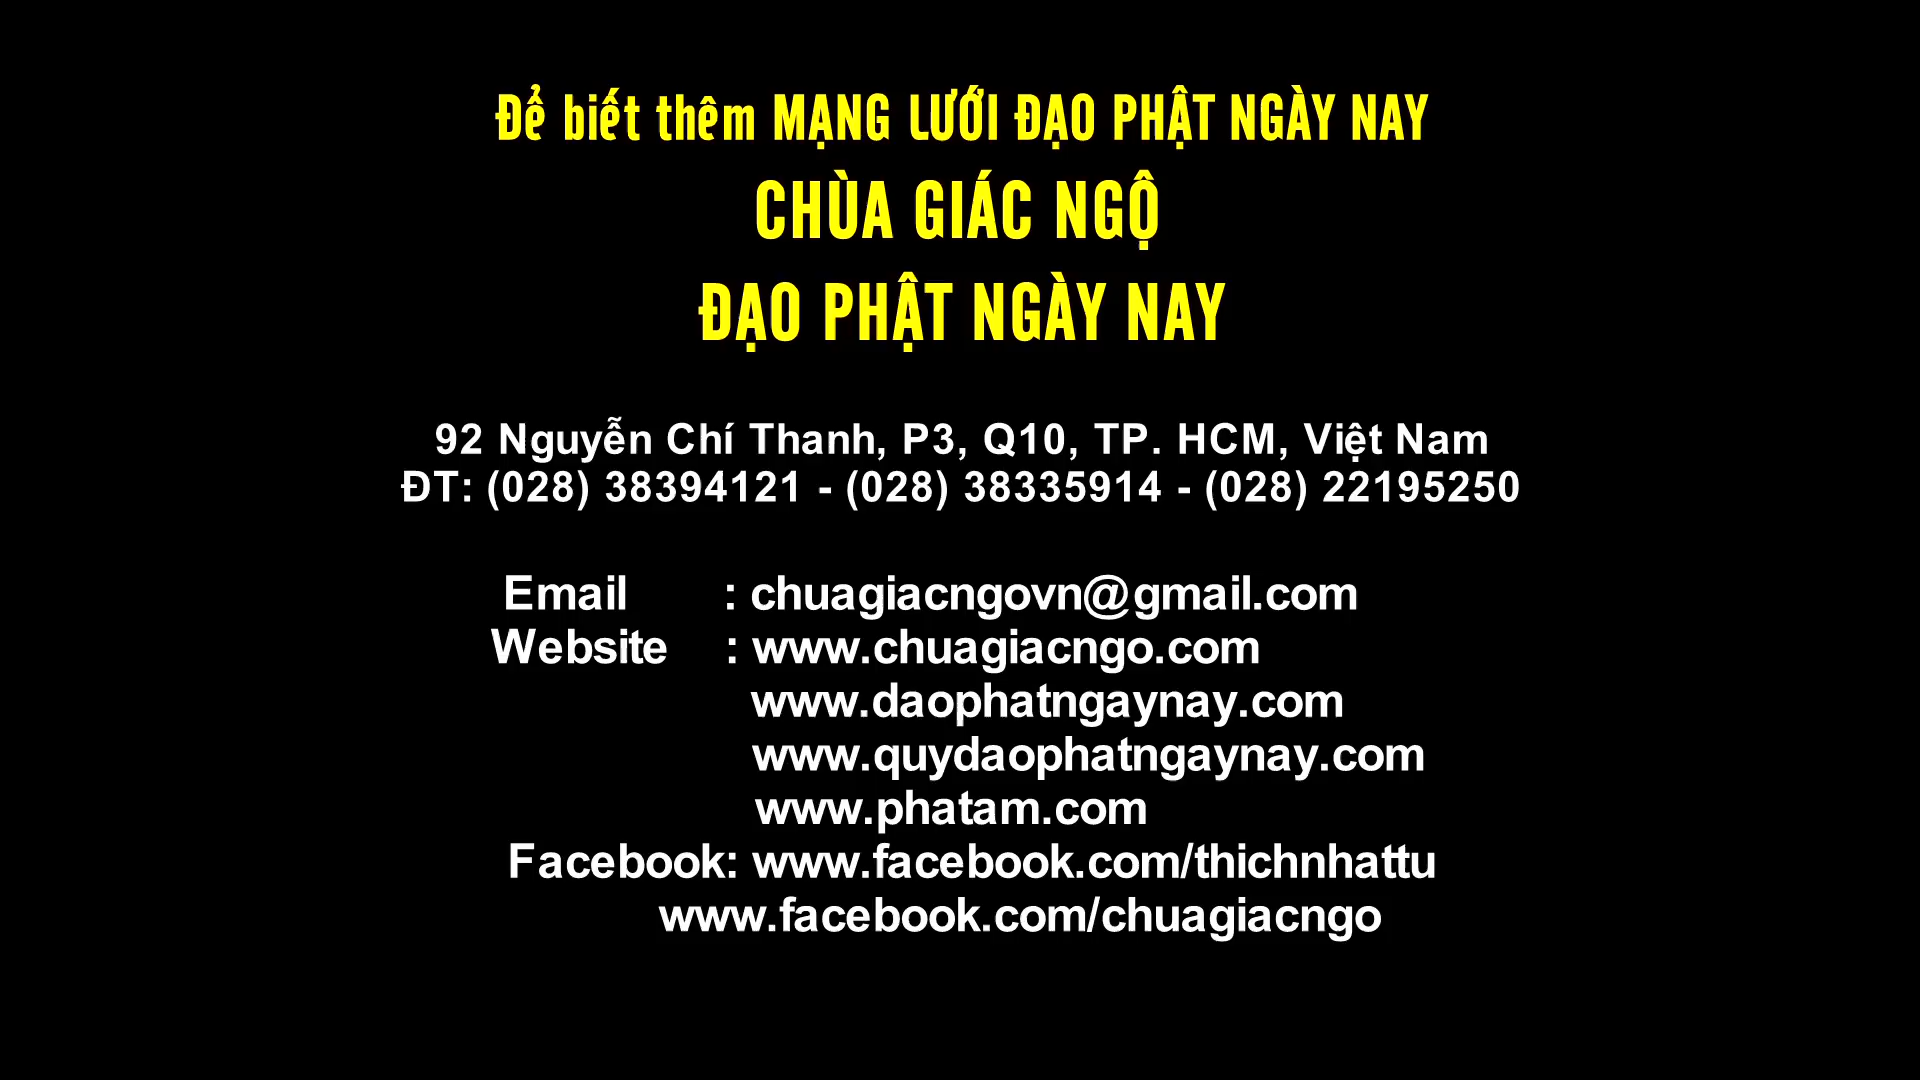 Để biết thêm MẠNG LƯỚI ĐẠO PHẬT NGÀY NAY
CHÙA GIÁC NGỘ
ĐẠO PHẬT NGÀY NAY
92 Nguyễn Chí Thanh, P3, Q10, TP. HCM, Việt Nam
ĐT: (028) 38394121 - (028) 38335914 - (028) 22195250
Email : chuagiacngovn@gmail.com
Website : www.chuagiacngo.com
www.daophatngaynay.com
www.quydaophatngaynay.com
www.phatam.com
Facebook: www.facebook.com/thichnhattu
www.facebook.com/chuagiacngo